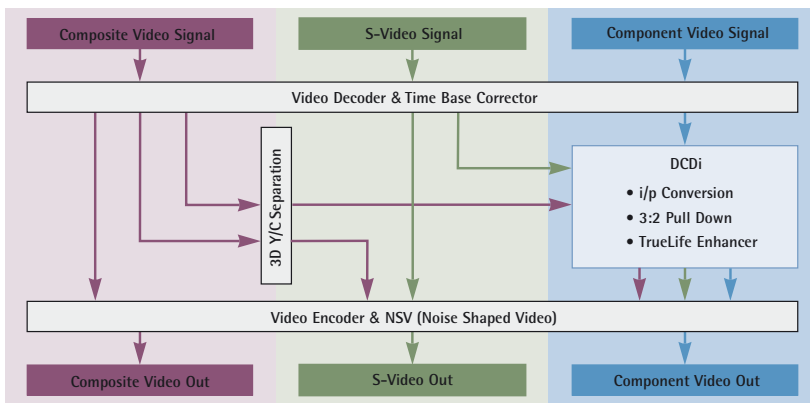 Composite Video Signal
S-Video Signal
Component Video Signal
Video Decoder & Time Base Corrector
3D Y/C Separation
DCDi
• i/p Conversion
• 3:2 Pull Down
• TrueLife Enhancer
Video Encoder & NSV (Noise Shaped Video)
Composite Video Out
S-Video Out
Component Video Out